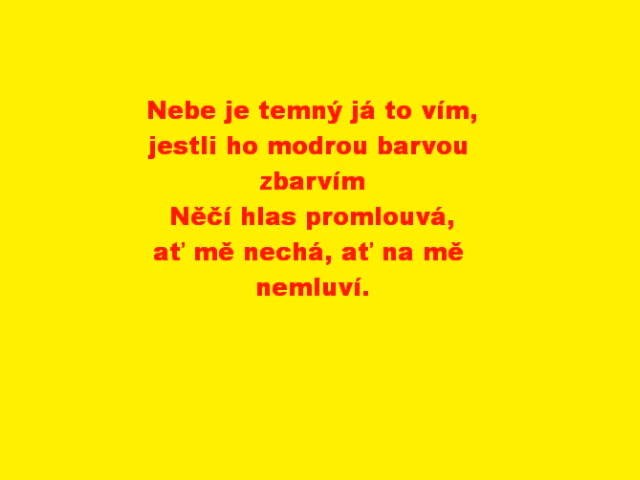 Nebe je temný já to vím,
jestli ho modrou barvou
zbarvím
Něčí hlas promlouvá,
ať mě nechá, ať na mě
nemluví.